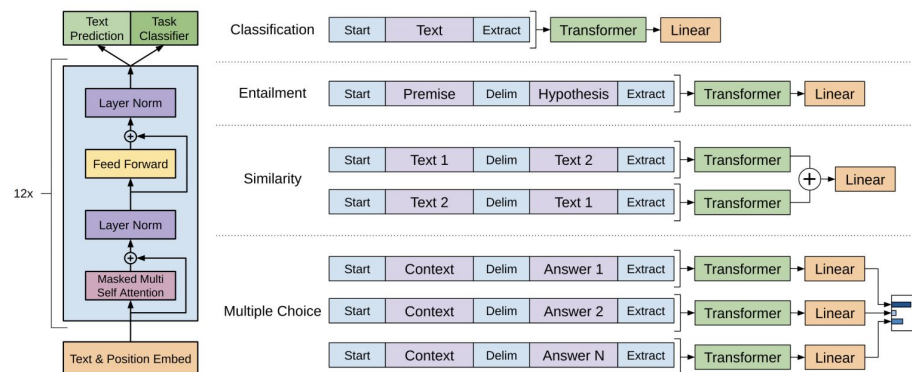 Text Prediction
Task Classifier
12x
Layer Norm
Feed Forward
Layer Norm
Masked Multi
Self Attention
Text & Position Embed
Classification
Start Text Extract Transformer Linear
Entailment
Start Premise Delim Hypothesis Extract Transformer Linear
Similarity
Start Text 1 Delim Text 2 Extract Transformer
Start Text 2 Delim Text 1 Extract Transformer
Linear
Multiple Choice
Start Context Delim Answer 1 Extract Transformer Linear
Start Context Delim Answer 2 Extract Transformer Linear
Start Context Delim Answer N Extract Transformer Linear